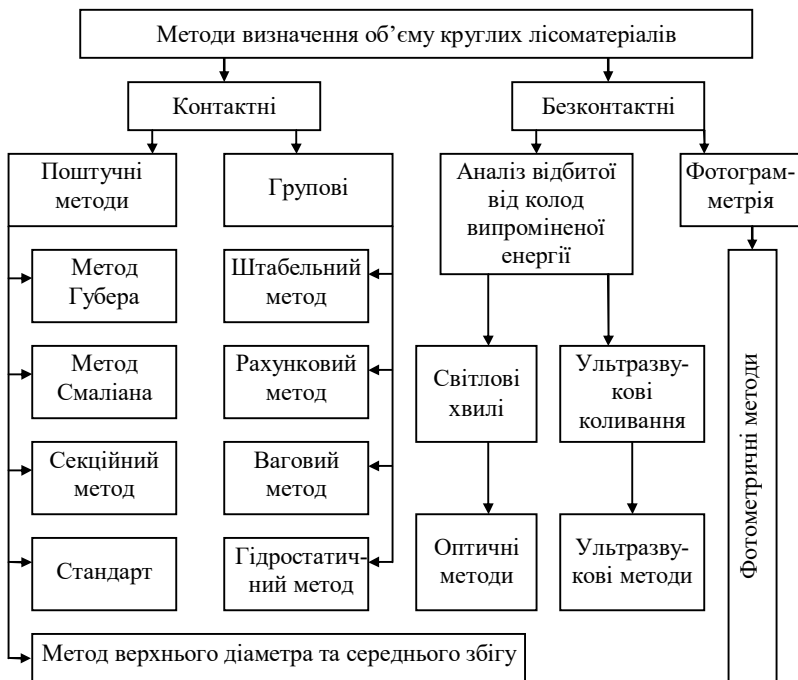 Методи визначення об’єму круглих лісоматеріалів
Контактні
Безконтактні
Поштучні
методи
Групові
Аналіз відбитої
від колод
випроміненої
енергії
Фотограм-
метрія
Метод
Губера
Штабельний
метод
Метод
Смаліана
Рахунковий
метод
Світлові
хвилі
Ультразву-
кові
коливання
Секційний
метод
Ваговий
метод
Стандарт
Гідростатич-
ний метод
Оптичні
методи
Ультразву-
кові методи
Фотометричні методи
Метод верхнього діаметра та середнього збігу